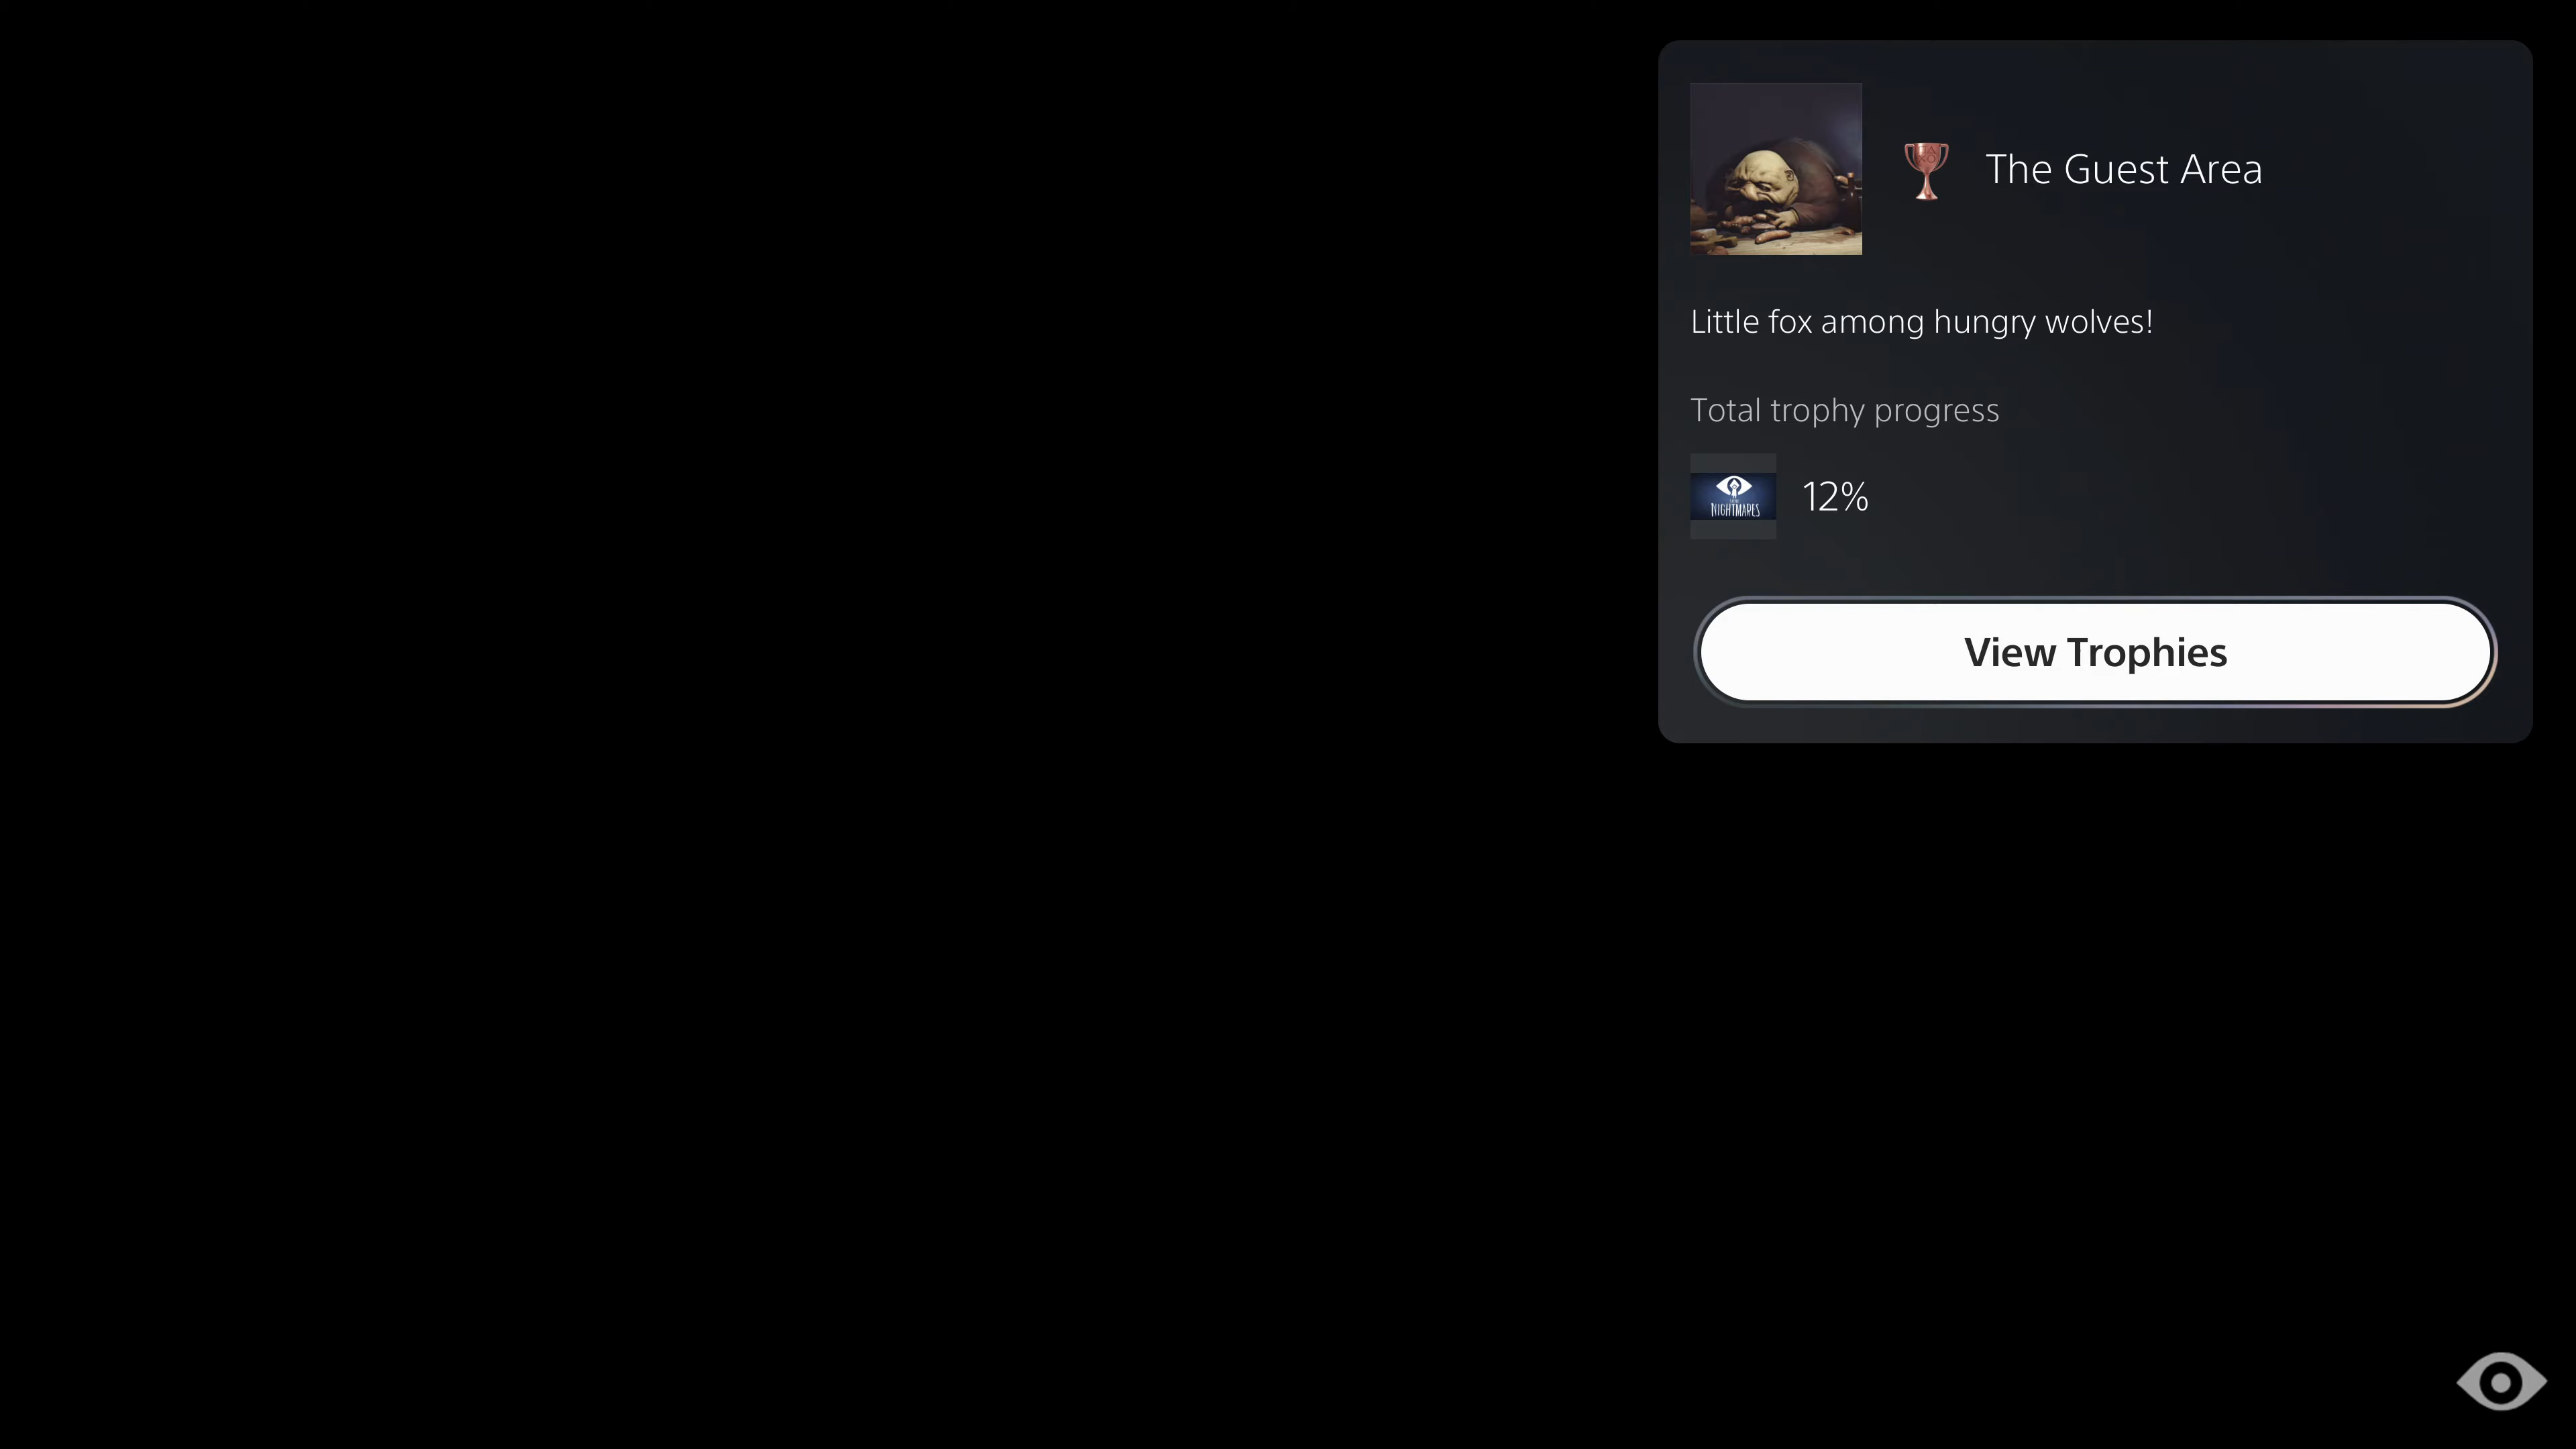 The Guest Area
Little fox among hungry wolves!
Total trophy progress
NIGHTMARES
12%
View Trophies